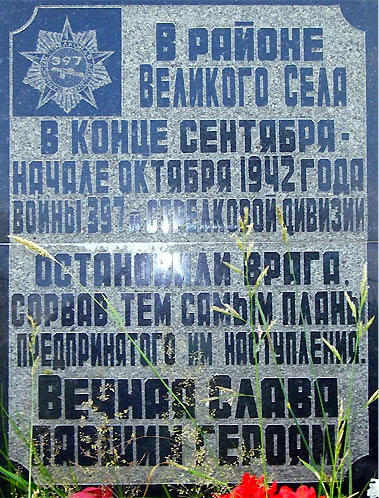 397
В районе
Великого Села
в конце сентября-
начале октября 1942 года
воины 397-й стрелковой дивизии
остановили врага,
сорвав тем самым планы
предпринятого им наступления.
Вечная слава
павшим героям